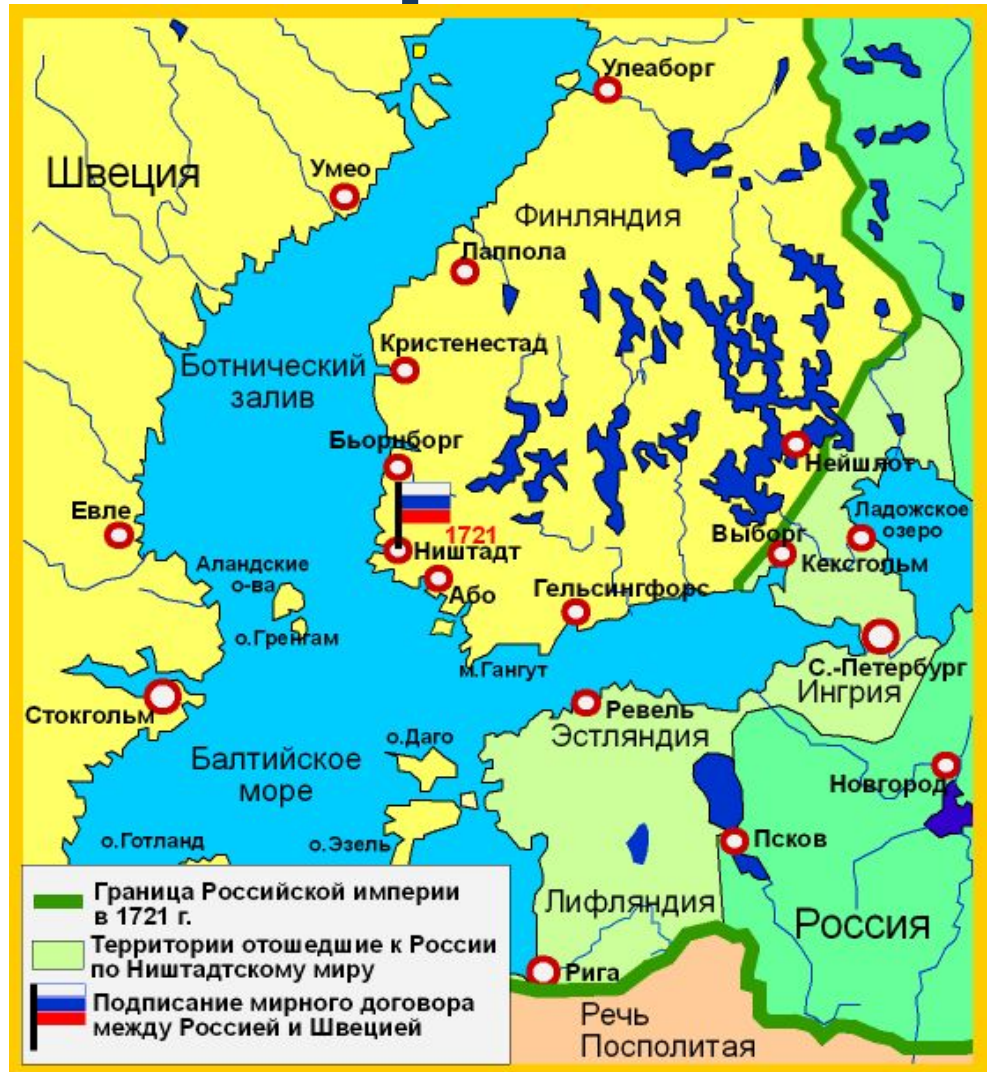 Улеаборг
Швеция
Умео
Финляндия
Лаппола
Кристенестад
Ботнический
залив
Бьорнборг
Нейшлот
Евле
1721
Ништадт
Выборг
Ладожское
озеро
Кексгольм
Аландские
о-ва
Або
Гельсингфорс
о.Гренгам
м.Гангут
С.-Петербург
Ингрия
Стокгольм
Ревель
Эстляндия
о.Даго
Балтийское
море
Новгород
о.Готланд
о.Эзель
Псков
Лифляндия
Россия
Рига
Речь
Посполитая
Граница Российской империи
в 1721 г.
Территории отошедшие к России
по Ништадтскому миру
Подписание мирного договора
между Россией и Швецией